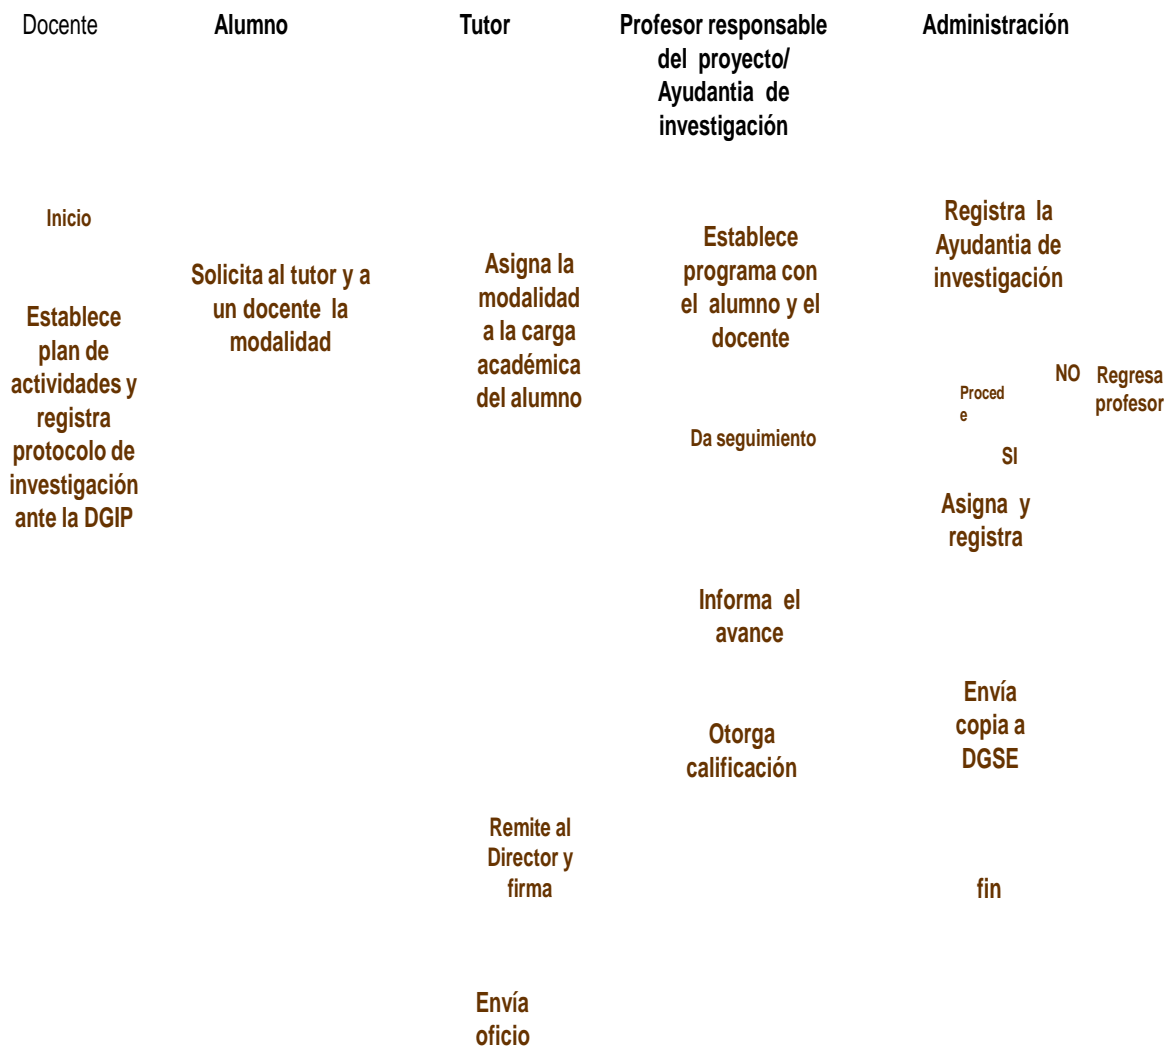 Docente
Alumno
Tutor
Profesor responsable
del proyecto/
Ayudantia de
investigación
Administración
Inicio
Establece
plan de
actividades y
registra
protocolo de
investigación
ante la DGIP
Solicita al tutor y a
un docente la
modalidad
Asigna la
modalidad
a la carga
académica
del alumno
Remite al
Director y
firma
Envía
oficio
Establece
programa con
el alumno y el
docente
Da seguimiento
Informa el
avance
Otorga
calificación
Registra la
Ayudantia de
investigación
Proced
e
NO
Regresa
profesor
SI
Asigna y
registra
Envía
copia a
DGSE
fin